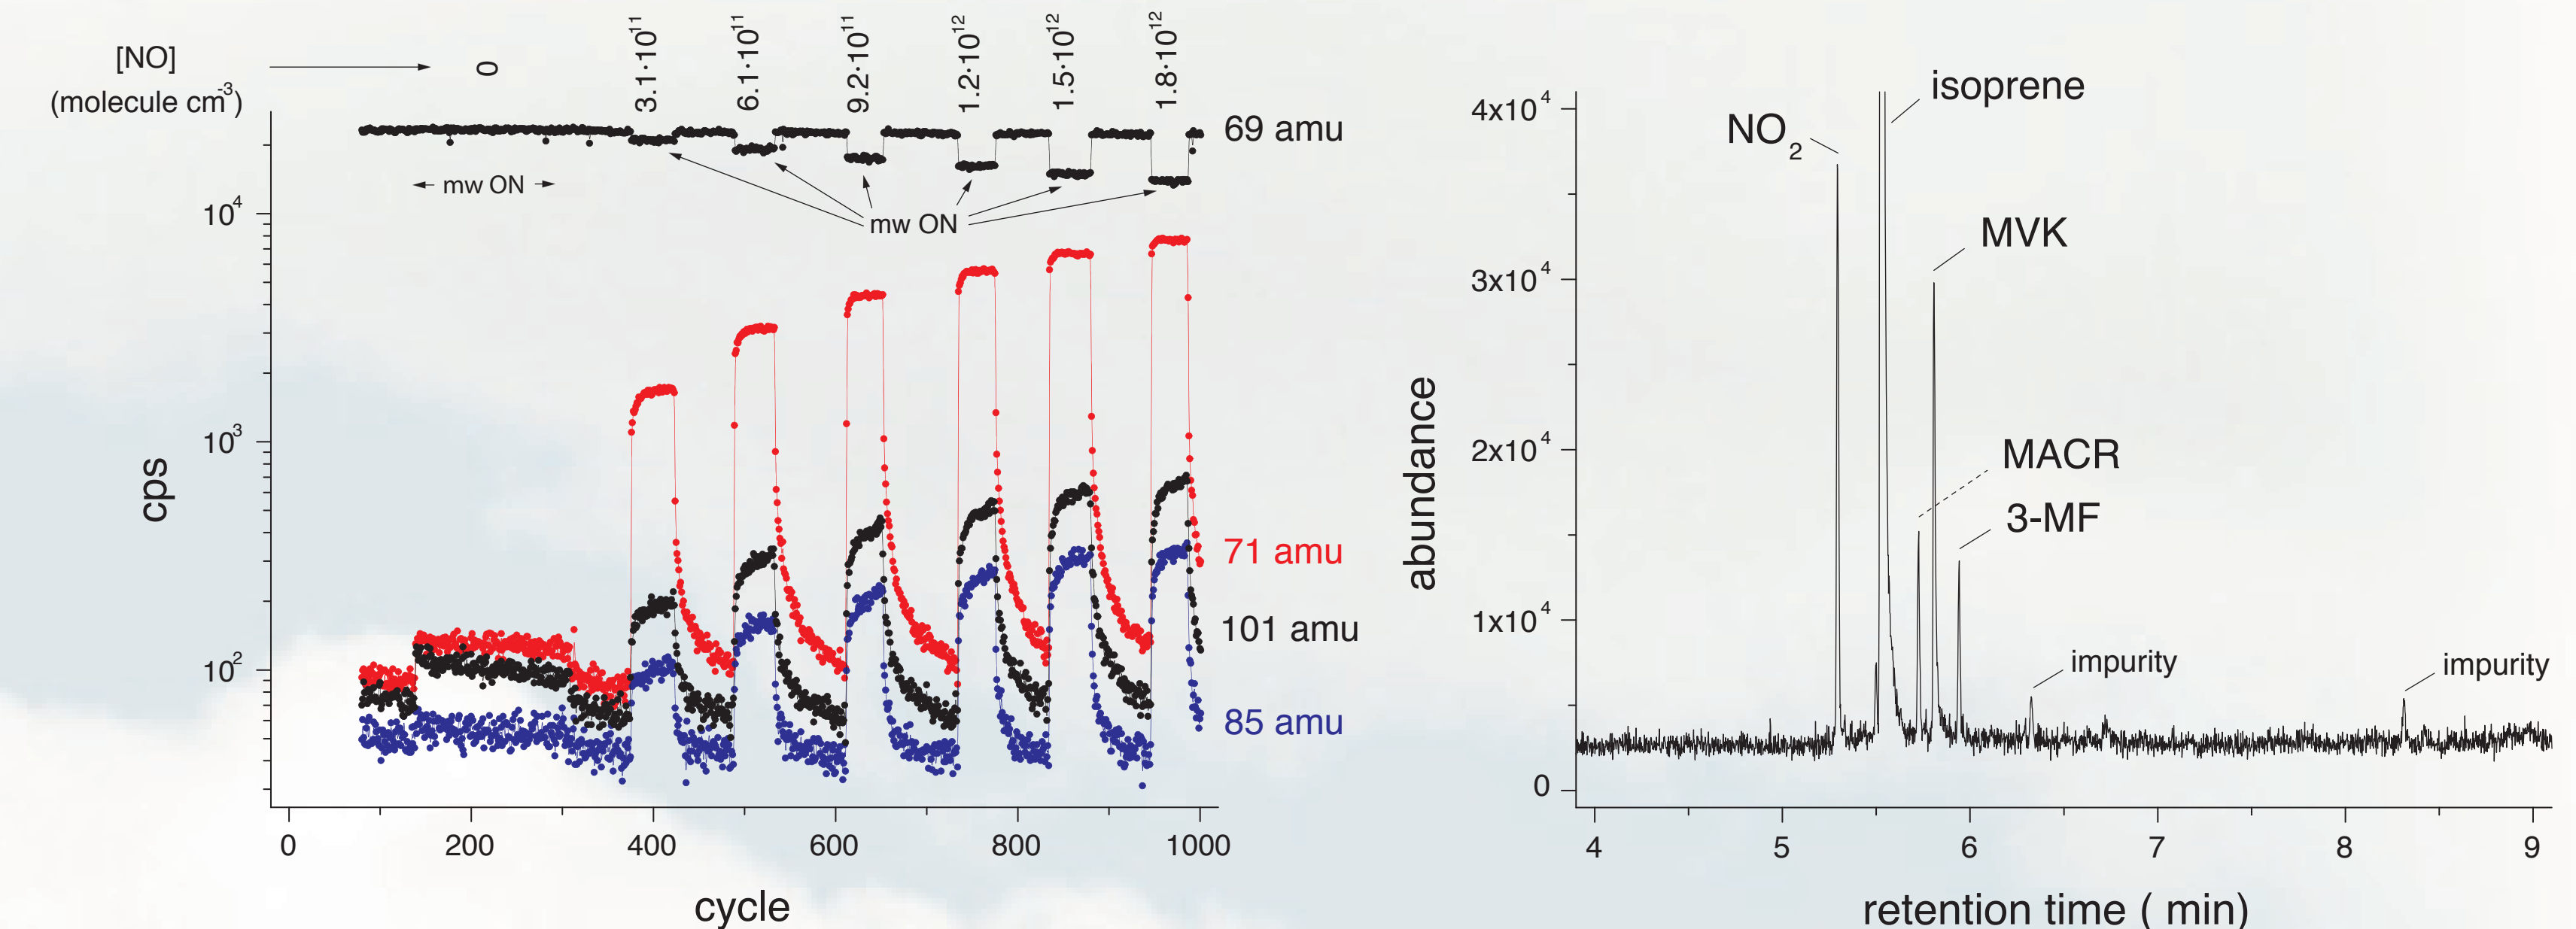 [NO]
(molecule cm-3)
0
3.1·10^11
6.1·10^11
9.2·10^11
1.2·10^12
1.5·10^12
1.8·10^12
69 amu
mw ON
mw ON
10^4
10^3
10^2
cps
71 amu
101 amu
85 amu
0
200
400
600
800
1000
cycle
4x10^4
3x10^4
2x10^4
1x10^4
0
abundance
NO2
isoprene
MVK
MACR
3-MF
impurity
impurity
4
5
6
7
8
9
retention time ( min)